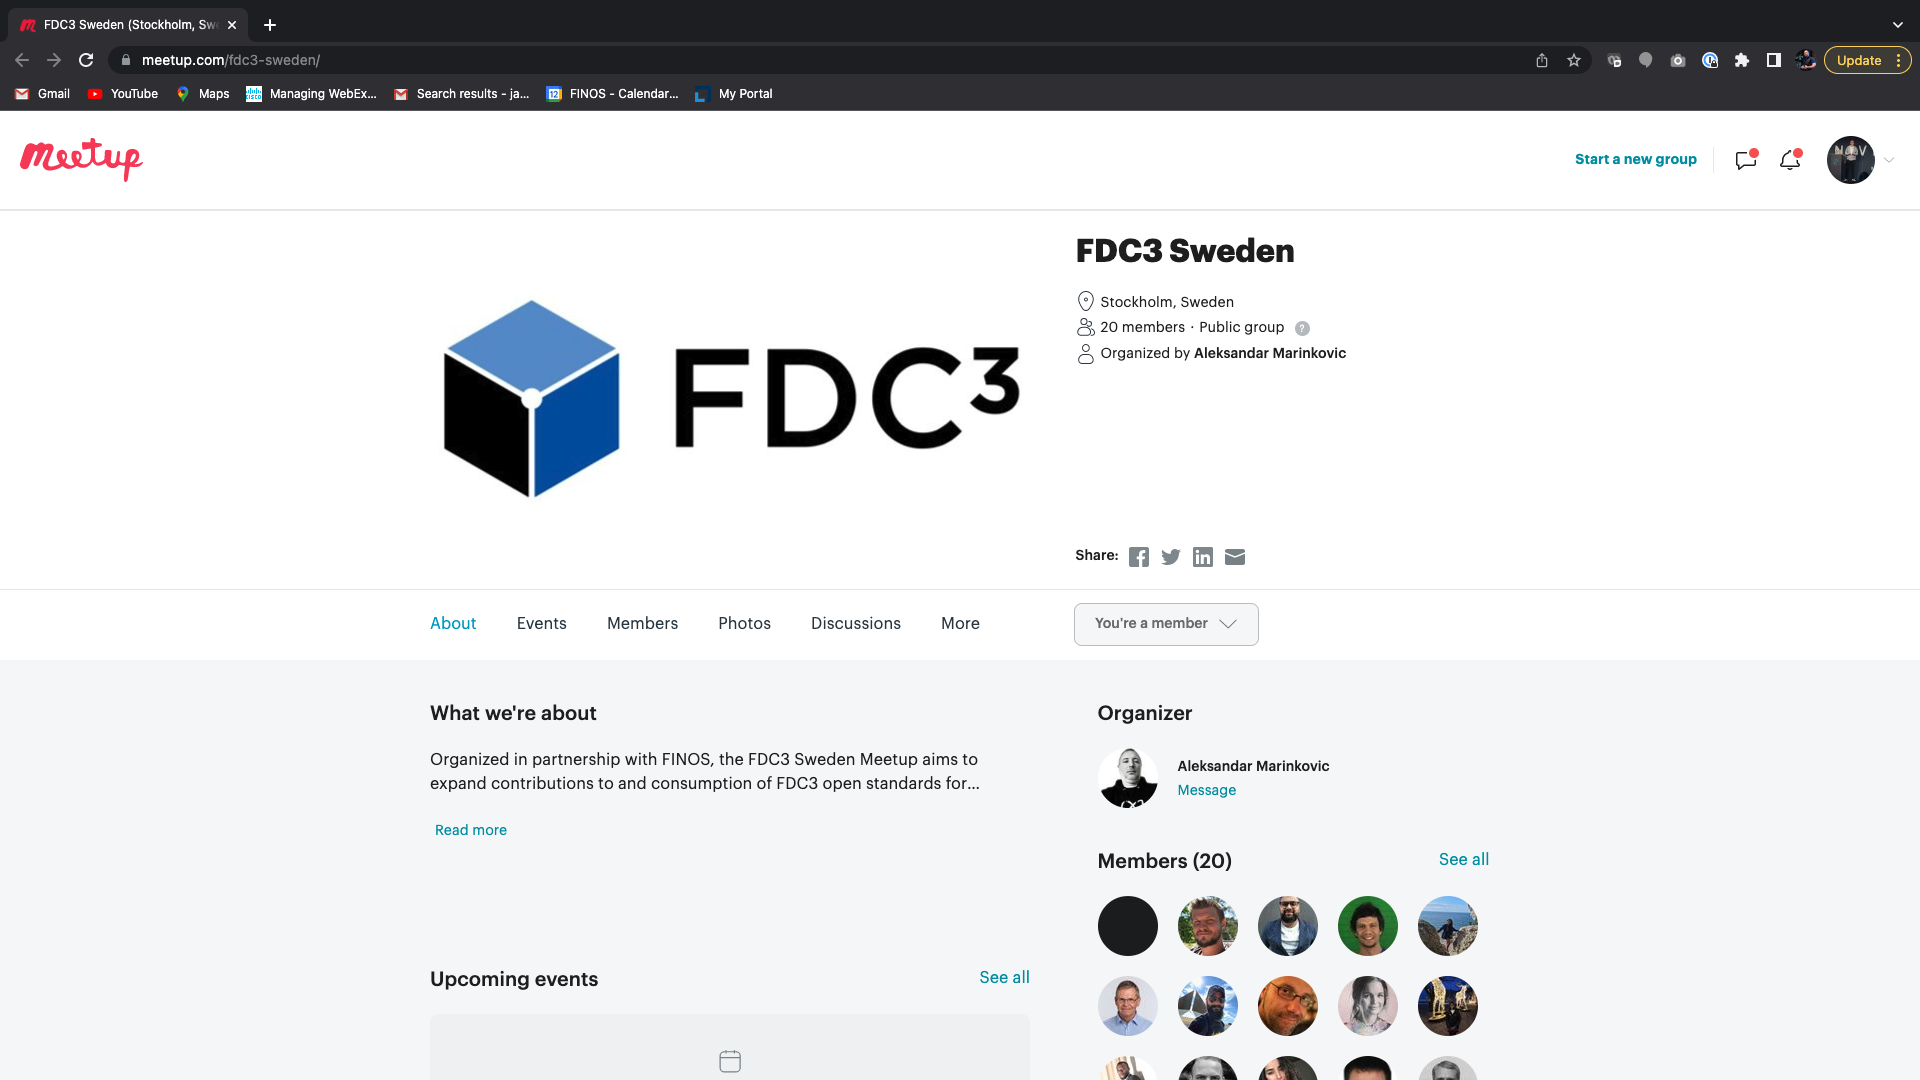 FDC3 Sweden (Stockholm, Swe
meetup.com/fdc3-sweden/
Update
Gmail
YouTube
Maps
Managing WebEx...
Search results - ja...
12
FINOS - Calendar...
My Portal
meetup
Start a new group
FDC3 Sweden
Stockholm, Sweden
20 members · Public group ?
Organized by Aleksandar Marinkovic
FDC³
Share:
About
Events
Members
Photos
Discussions
More
You're a member
What we're about
Organized in partnership with FINOS, the FDC3 Sweden Meetup aims to
expand contributions to and consumption of FDC3 open standards for...
Read more
Organizer
Aleksandar Marinkovic
Message
Members (20)
See all
Upcoming events
See all